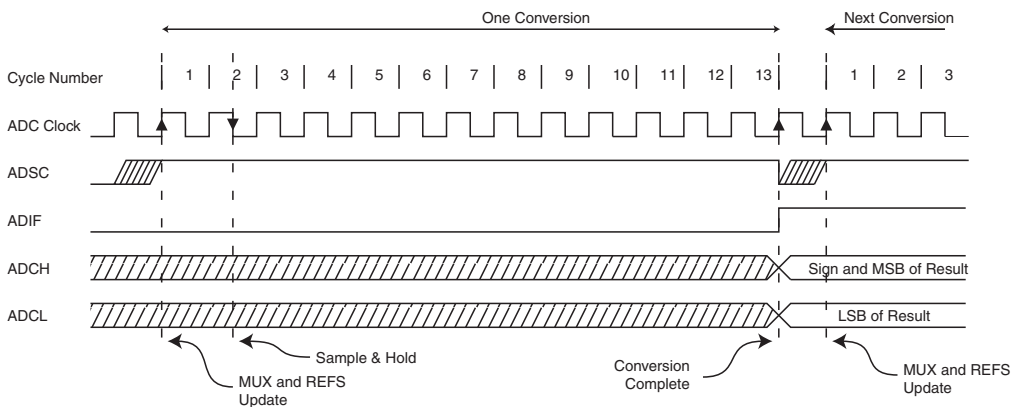 One Conversion
Next Conversion
Cycle Number 1 2 3 4 5 6 7 8 9 10 11 12 13 1 2 3
ADC Clock
ADSC
ADIF
ADCH
Sign and MSB of Result
ADCL
LSB of Result
Sample & Hold
MUX and REFS
Update
Conversion
Complete
MUX and REFS
Update